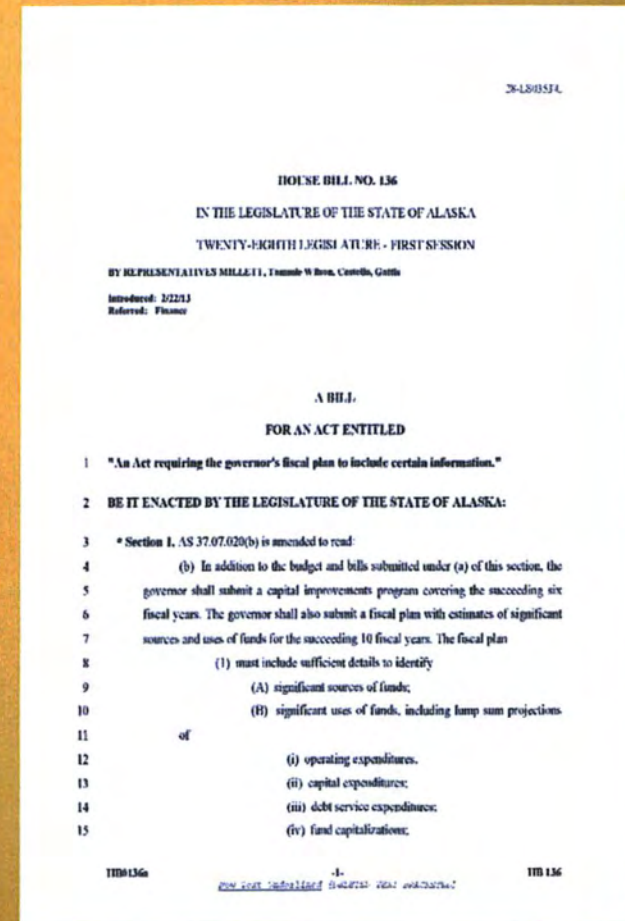 HOUSE BILL NO. 136
IN THE LEGISLATURE OF THE STATE OF ALASKA
TWENTY-EIGHTH LEGISLATURE - FIRST SESSION
BY REPRESENTATIVES MILLETT, Tammie Wilson, Costello, Gattis
Introduced: 2/22/13
Referred: Finance
A BILL
FOR AN ACT ENTITLED
1 "An Act requiring the governor's fiscal plan to include certain information."
2 BE IT ENACTED BY THE LEGISLATURE OF THE STATE OF ALASKA:
3 * Section 1. AS 37.07.020(b) is amended to read:
4 (b) In addition to the budget and bills submitted under (a) of this section, the
5 governor shall submit a capital improvements program covering the succeeding six
6 fiscal years. The governor shall also submit a fiscal plan with estimates of significant
7 sources and uses of funds for the succeeding 10 fiscal years. The fiscal plan
8 (1) must include sufficient details to identify
9 (A) significant sources of funds;
10 (B) significant uses of funds, including lump sum projections
11 of
12 (i) operating expenditures;
13 (ii) capital expenditures;
14 (iii) debt service expenditures;
15 (iv) fund capitalizations;
HB0136a -1- HB 136
New Text Underlined